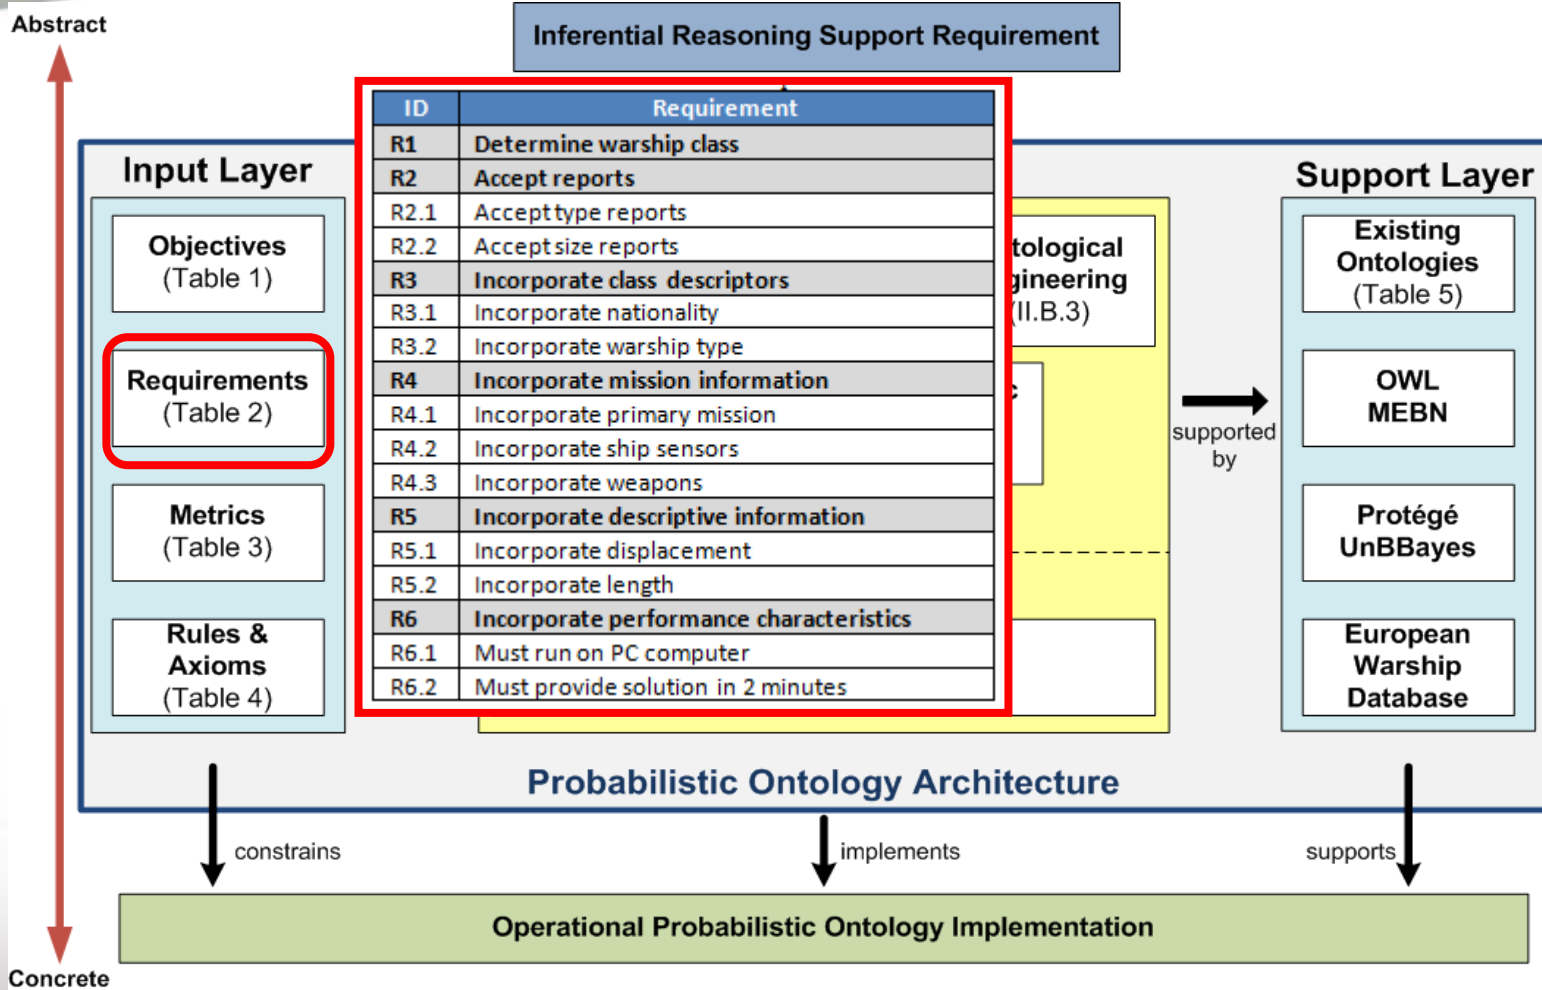 Abstract
Inferential Reasoning Support Requirement
Input Layer
Objectives
(Table 1)
Requirements
(Table 2)
Metrics
(Table 3)
Rules &
Axioms
(Table 4)
ID Requirement
R1 Determine warship class
R2 Accept reports
R2.1 Accept type reports
R2.2 Accept size reports
R3 Incorporate class descriptors
R3.1 Incorporate nationality
R3.2 Incorporate warship type
R4 Incorporate mission information
R4.1 Incorporate primary mission
R4.2 Incorporate ship sensors
R4.3 Incorporate weapons
R5 Incorporate descriptive information
R5.1 Incorporate displacement
R5.2 Incorporate length
R6 Incorporate performance characteristics
R6.1 Must run on PC computer
R6.2 Must provide solution in 2 minutes
tological
gineering
(II.B.3)
c
supported
by
Support Layer
Existing
Ontologies
(Table 5)
OWL
MEBN
Protégé
UnBBayes
European
Warship
Database
Probabilistic Ontology Architecture
constrains
implements
supports
Operational Probabilistic Ontology Implementation
Concrete